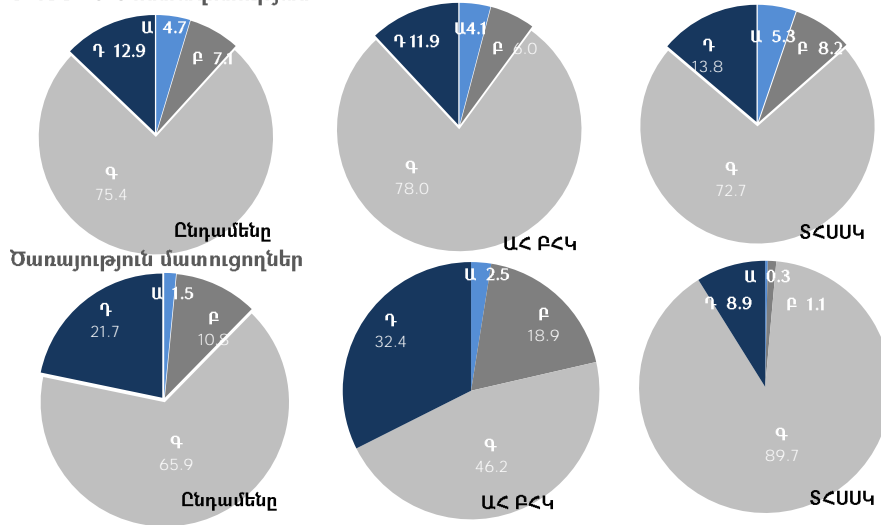 Ա 4.7
Դ 12.9
Բ 7.1
Գ
75.4
Ընդամենը
Ա4.1
Դ 11.9
Բ 6.0
Գ
78.0
ԱՀ ԲՀԿ
Ա 5.3
Դ
13.8
Բ 8.2
Գ
72.7
ՏՀՍՍԿ
Ծառայություն մատուցողներ
Ա 1.5
Դ
21.7
Բ
10.8
Գ
65.9
Ընդամենը
Ա 2.5
Դ
32.4
Բ
18.9
Գ
46.2
ԱՀ ԲՀԿ
Ա 0.3
Դ 8.9
Բ 1.1
Գ
89.7
ՏՀՍՍԿ